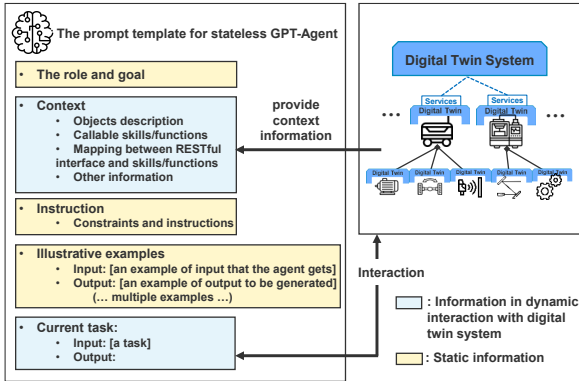 The prompt template for stateless GPT-Agent
• The role and goal
• Context
• Objects description
• Callable skills/functions
• Mapping between RESTful
interface and skills/functions
• Other information
• Instruction
• Constraints and instructions
• Illustrative examples
• Input: [an example of input that the agent gets]
• Output: [an example of output to be generated]
(... multiple examples ...)
• Current task:
• Input: [a task]
• Output:
provide
context
information
Interaction
Digital Twin System
Services
Services
Digital Twin
Digital Twin
... ...
Digital Twin
Digital Twin
Digital Twin
Digital Twin
Digital Twin
: Information in dynamic
interaction with digital
twin system
: Static information